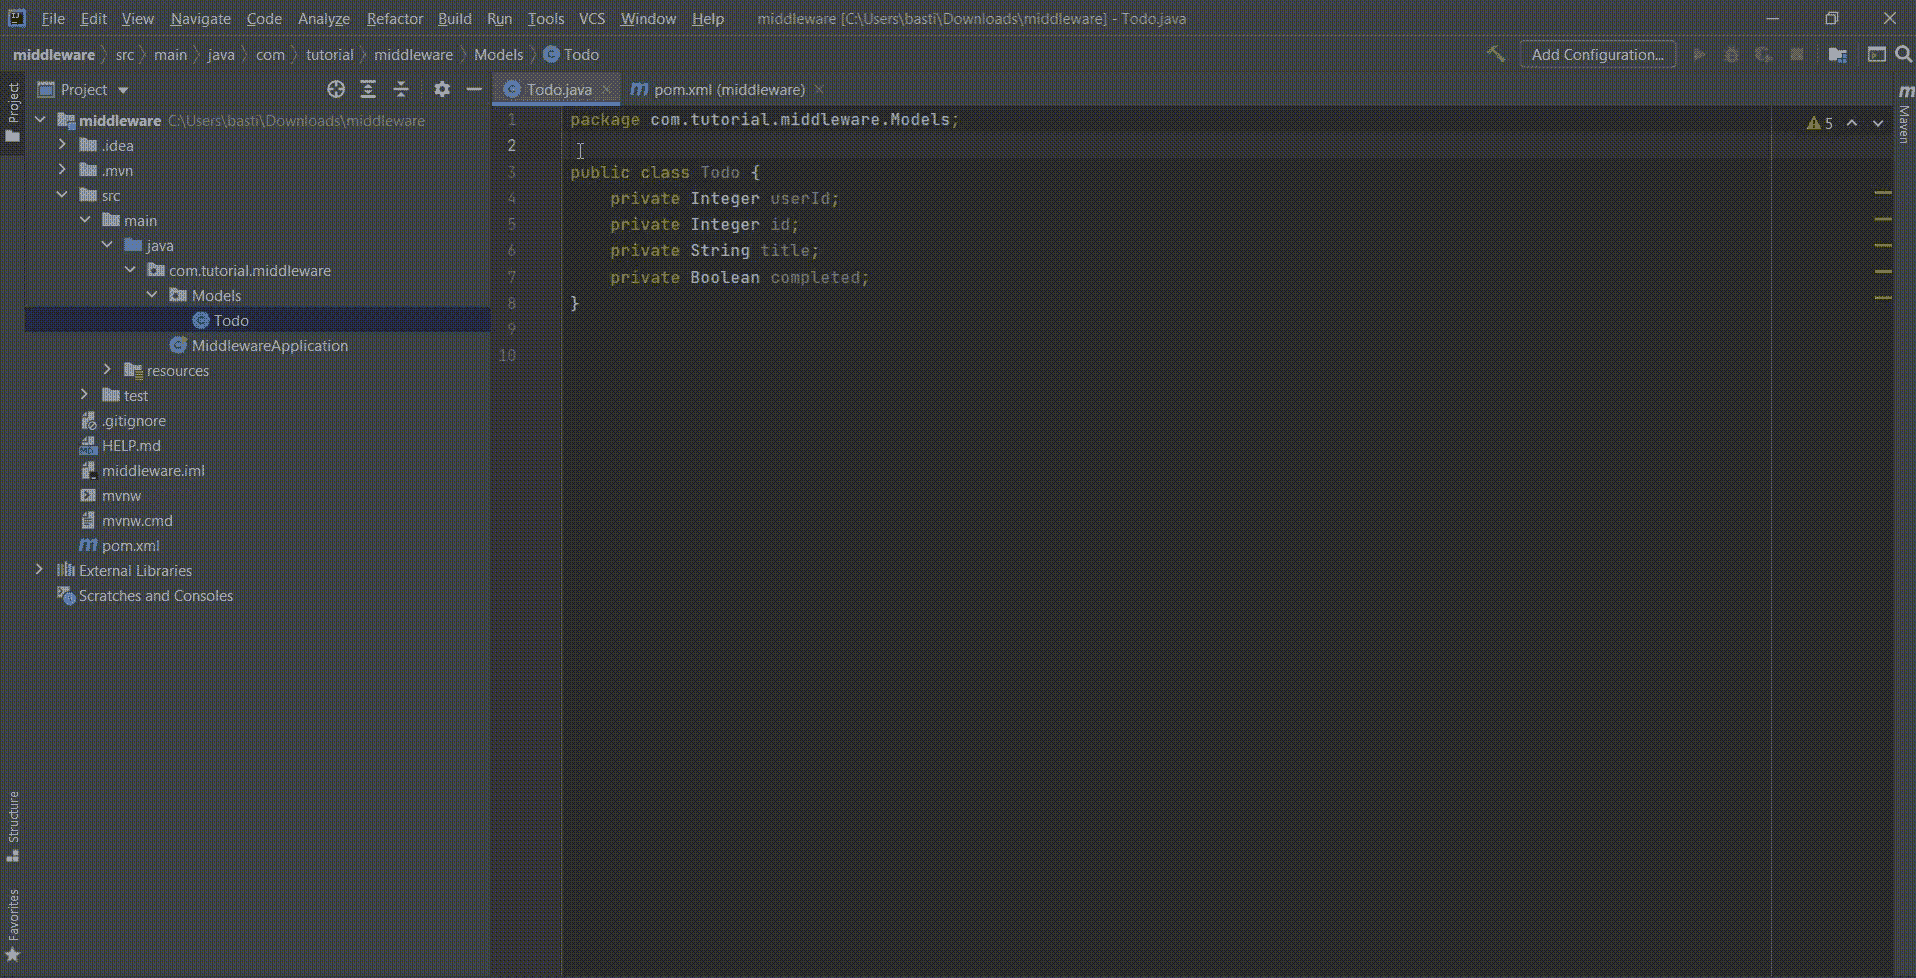 File Edit View Navigate Code Analyze Refactor Build Run Tools VCS Window Help middleware [C:\Users\basti\Downloads\middleware] - Todo.java
middleware src main java com tutorial middleware Models Todo
Add Configuration...
Project
Project
Todo.java
pom.xml (middleware)
Maven
middleware C:\Users\basti\Downloads\middleware
.idea
.mvn
src
main
java
com.tutorial.middleware
Models
Todo
MiddlewareApplication
resources
test
.gitignore
HELP.md
middleware.iml
mvnw
mvnw.cmd
pom.xml
External Libraries
Scratches and Consoles
Structure
Favorites
1 package com.tutorial.middleware.Models;
2
3 public class Todo {
4 private Integer userId;
5 private Integer id;
6 private String title;
7 private Boolean completed;
8 }
9
10
5